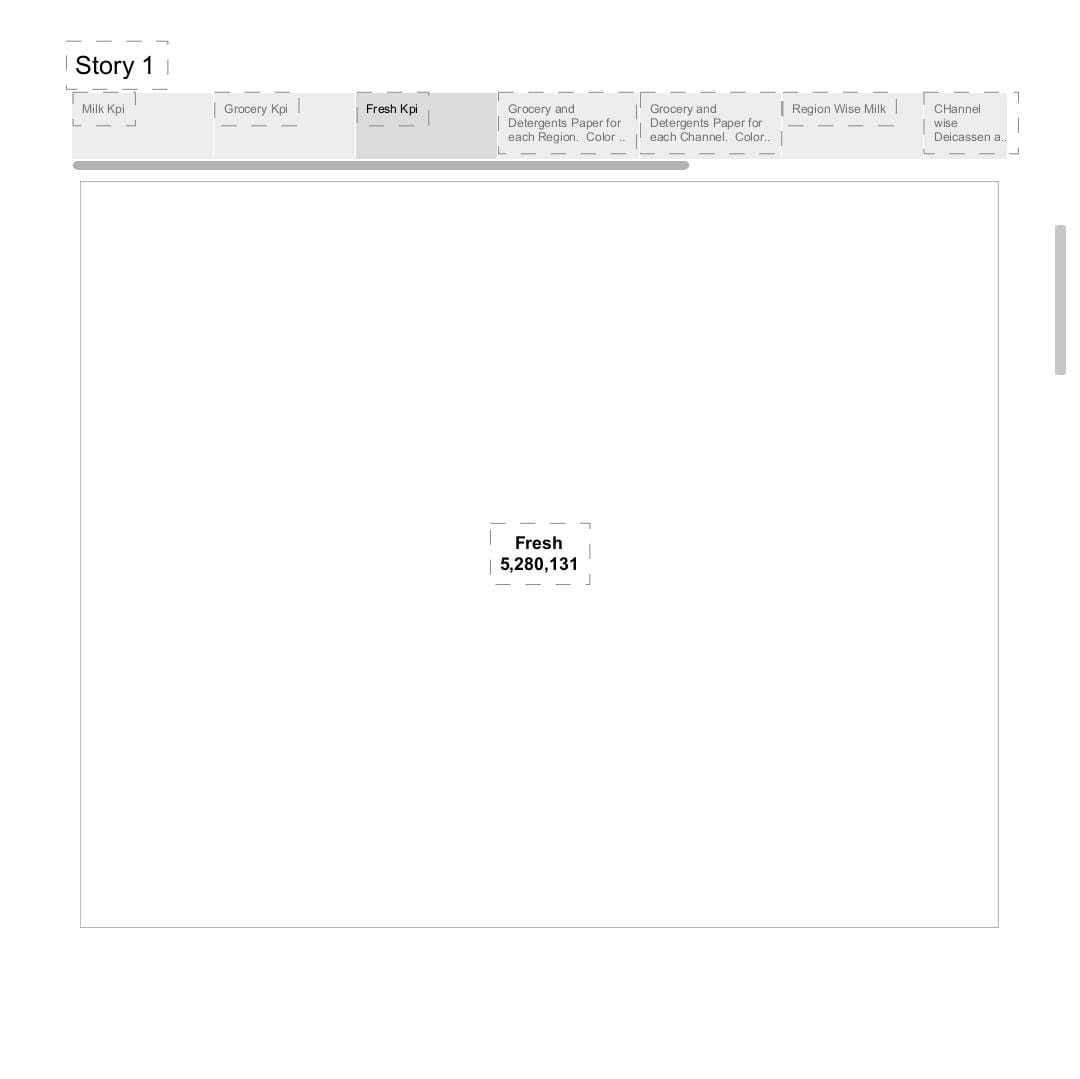 Story 1
Milk Kpi
Grocery Kpi
Fresh Kpi
Grocery and
Detergents Paper for
each Region.  Color ..
Grocery and
Detergents Paper for
each Channel.  Color..
Region Wise Milk
CHannel
wise
Deicassen a..
Fresh
5,280,131